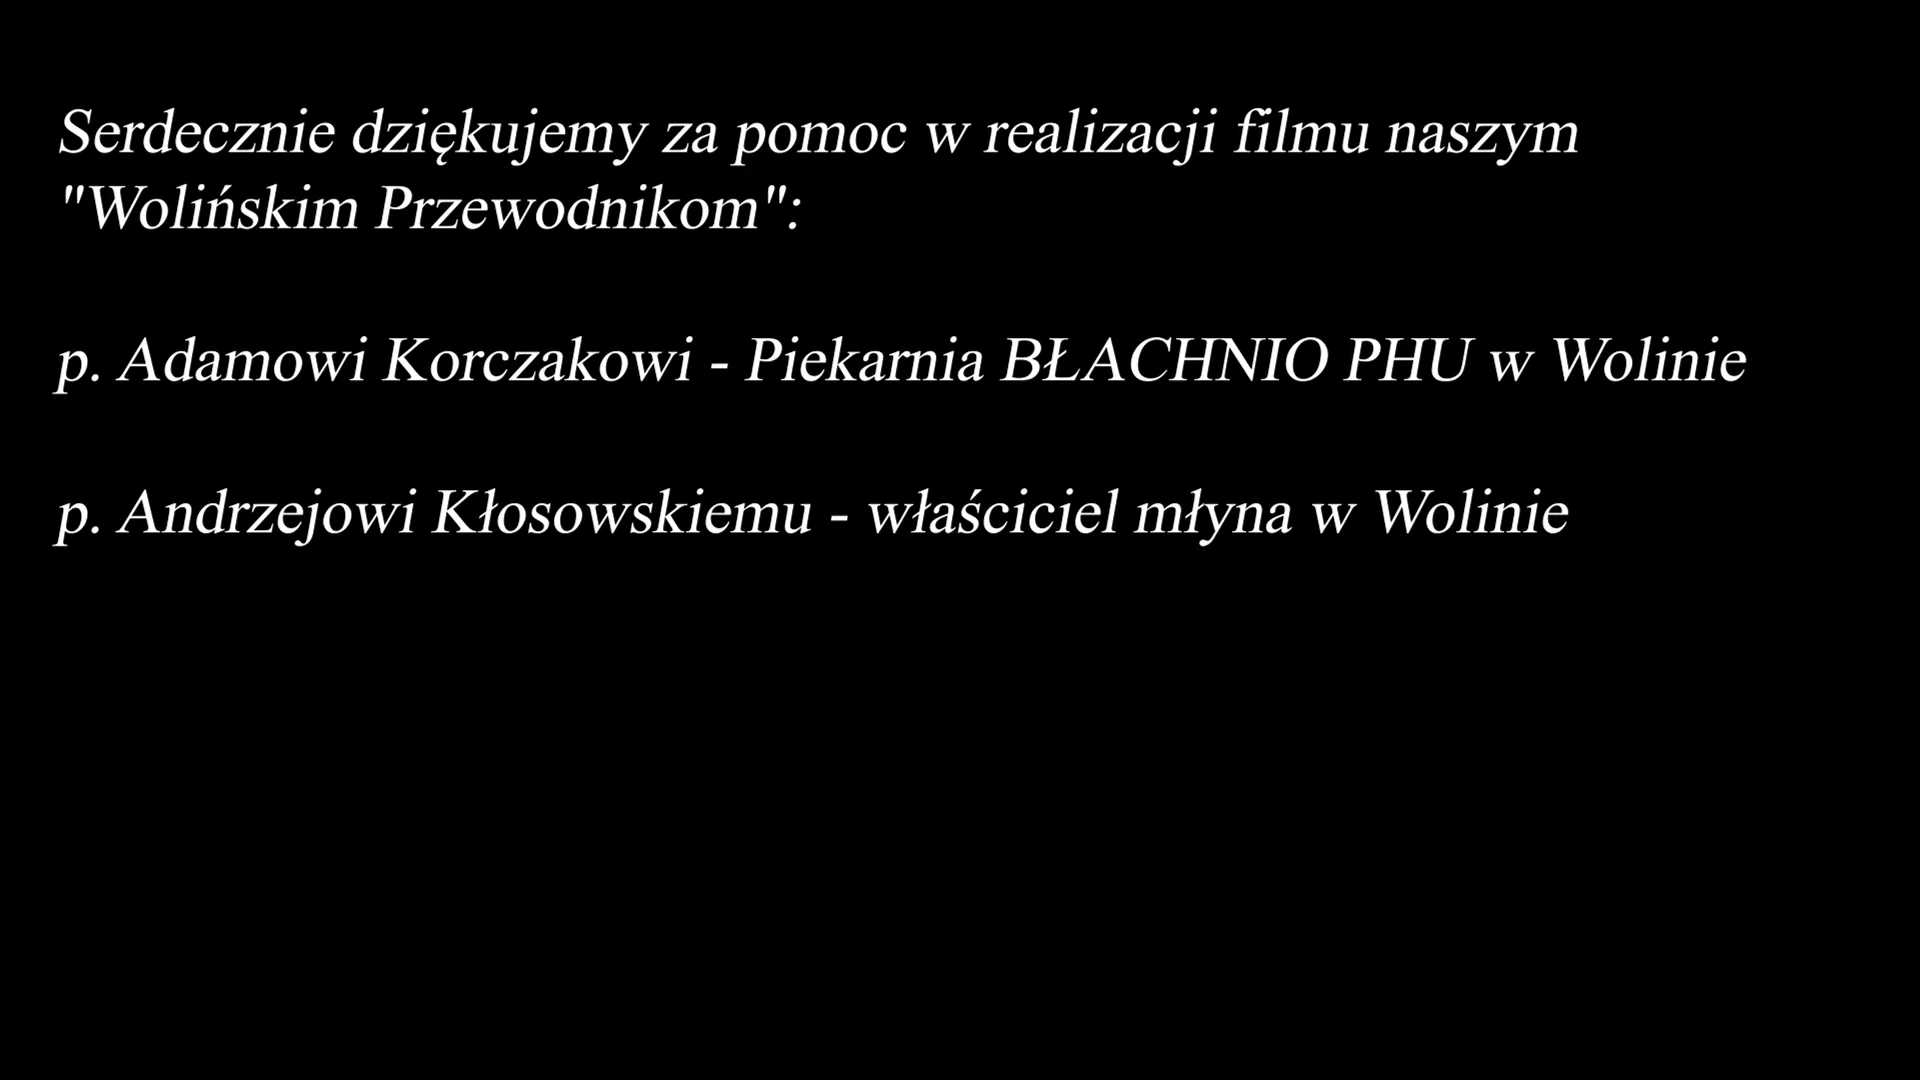 Serdecznie dziękujemy za pomoc w realizacji filmu naszym
"Wolińskim Przewodnikom":
p. Adamowi Korczakowi - Piekarnia BŁACHNIO PHU w Wolinie
p. Andrzejowi Kłosowskiemu - właściciel młyna w Wolinie